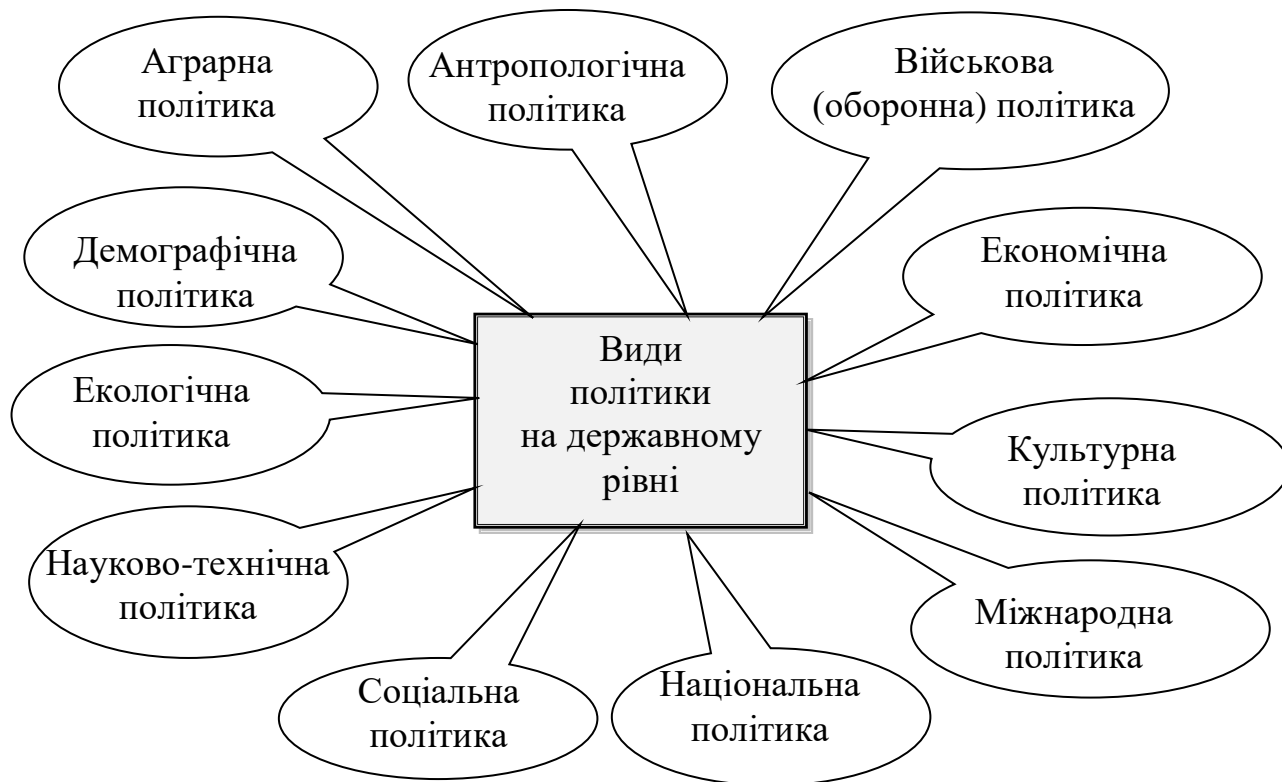 Аграрна
політика
Антропологічна
політика
Військова
(оборонна) політика
Демографічна
політика
Економічна
політика
Види
політики
на державному
рівні
Екологічна
політика
Культурна
політика
Науково-технічна
політика
Міжнародна
політика
Соціальна
політика
Національна
політика